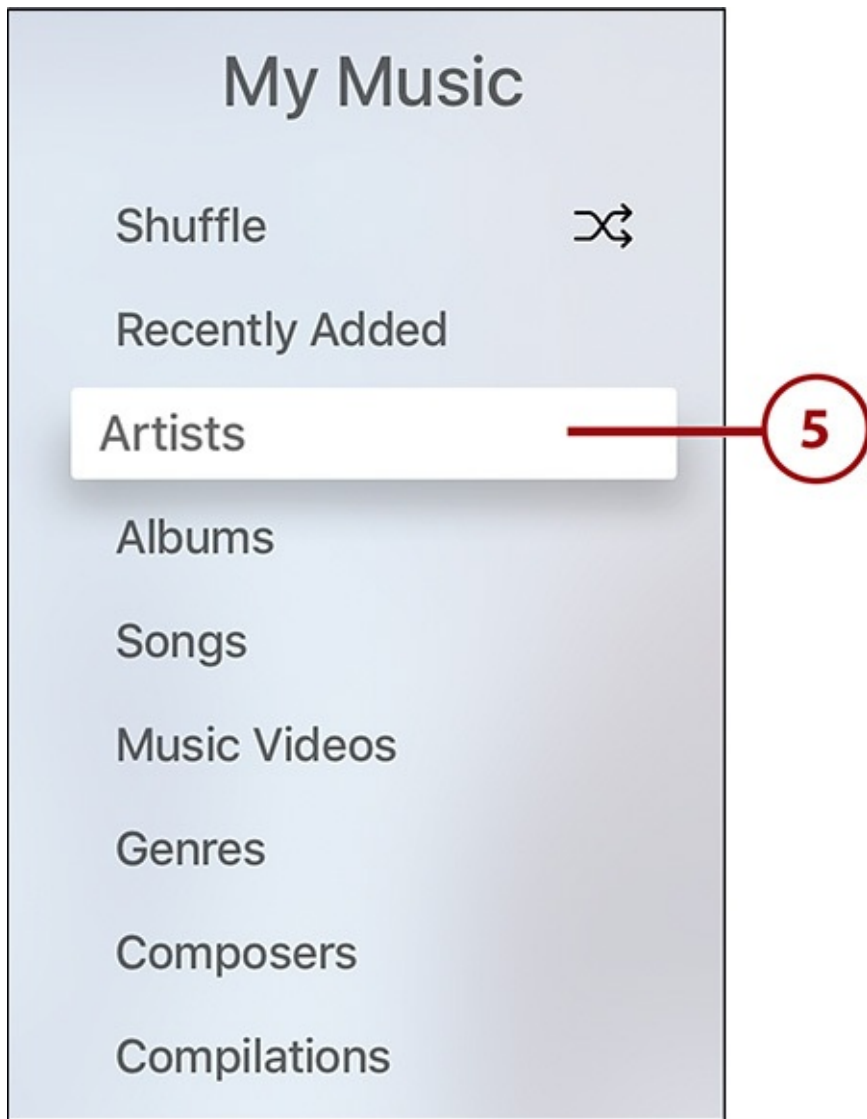 My Music
Shuffle
Recently Added
Artists
5
Albums
Songs
Music Videos
Genres
Composers
Compilations